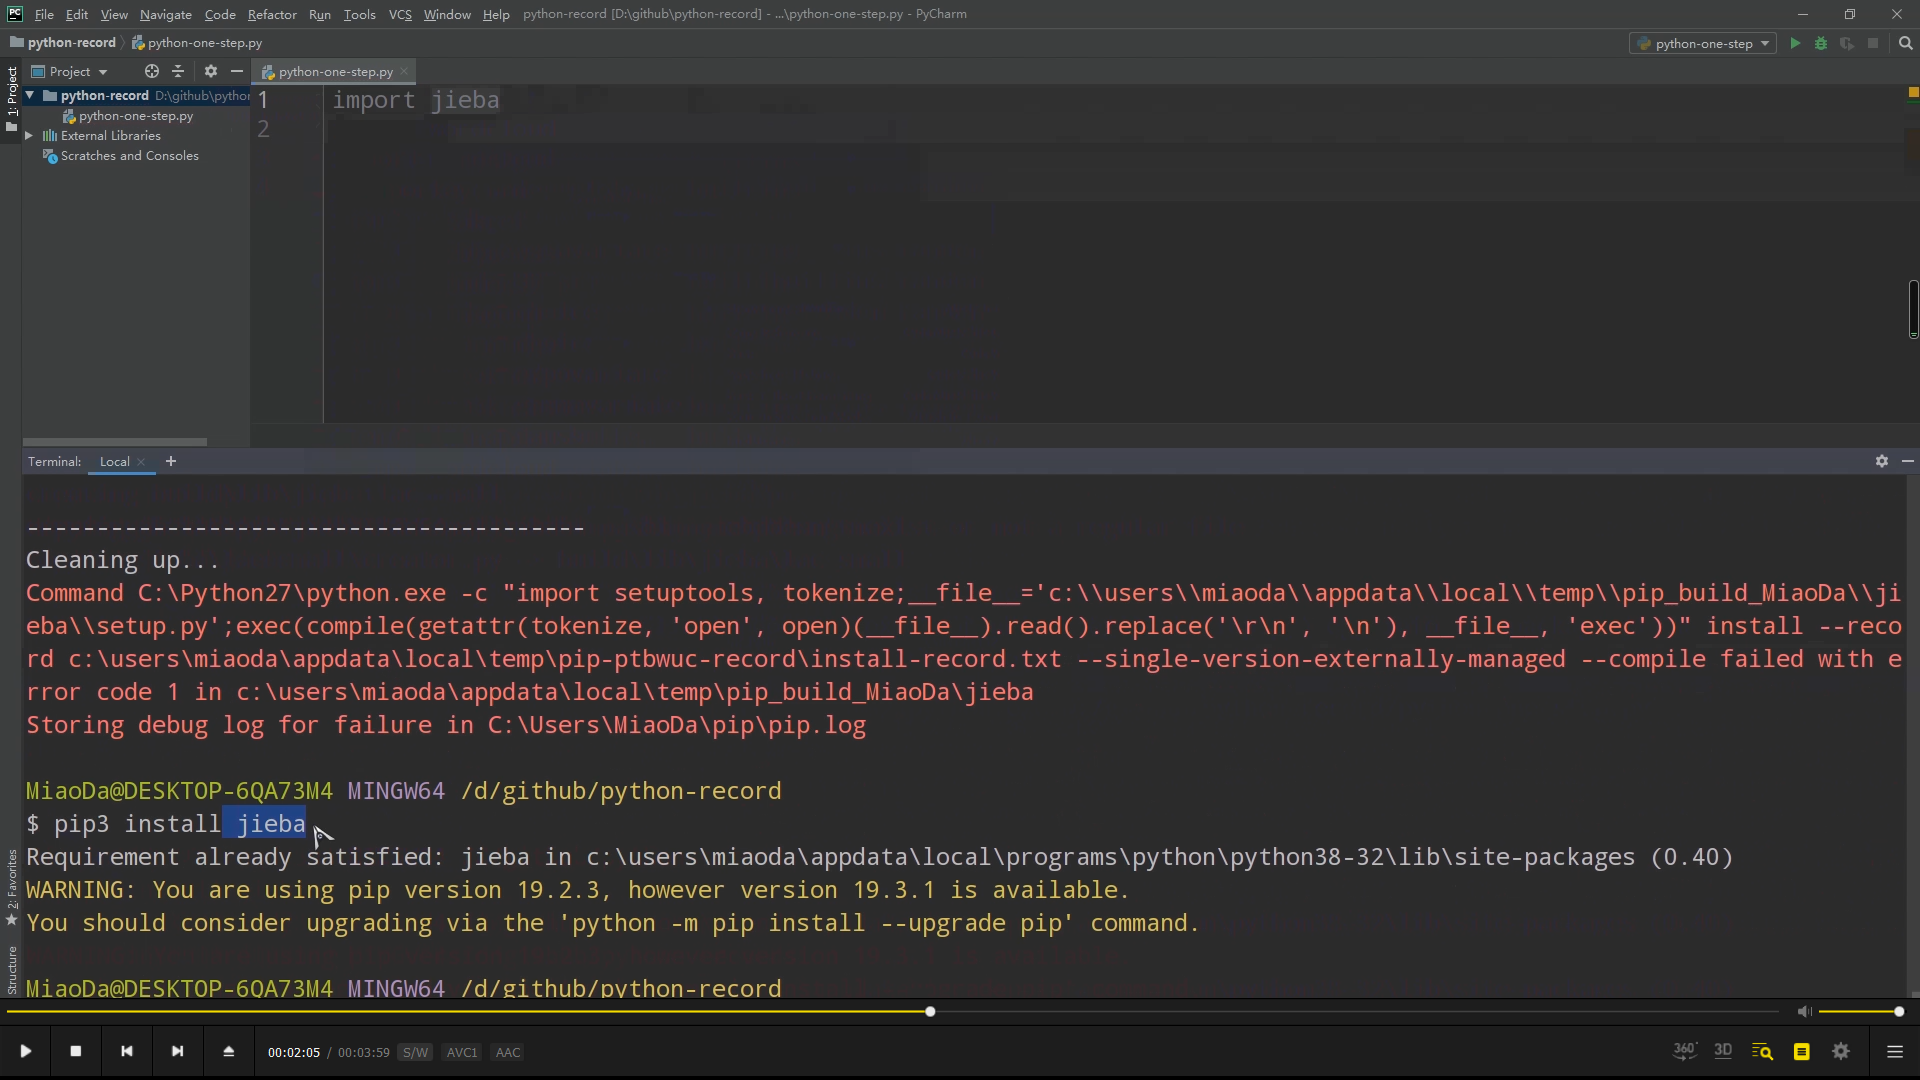 PC File Edit View Navigate Code Refactor Run Tools VCS Window Help python-record [D:\github\python-record] - ...\python-one-step.py - PyCharm
python-record python-one-step.py python-one-step
1: Project
Project python-one-step.py
python-record D:\github\python
python-one-step.py
External Libraries
Scratches and Consoles
1 import jieba
2
Terminal: Local +
----------------------------------------
Cleaning up...
Command C:\Python27\python.exe -c "import setuptools, tokenize;__file__='c:\\users\\miaoda\\appdata\\local\\temp\\pip_build_MiaoDa\\ji
eba\\setup.py';exec(compile(getattr(tokenize, 'open', open)(__file__).read().replace('\r\n', '\n'), __file__, 'exec'))" install --reco
rd c:\users\miaoda\appdata\local\temp\pip-ptbwuc-record\install-record.txt --single-version-externally-managed --compile failed with e
rror code 1 in c:\users\miaoda\appdata\local\temp\pip_build_MiaoDa\jieba
Storing debug log for failure in C:\Users\MiaoDa\pip\pip.log
MiaoDa@DESKTOP-6QA73M4 MINGW64 /d/github/python-record
$ pip3 install jieba
Requirement already satisfied: jieba in c:\users\miaoda\appdata\local\programs\python\python38-32\lib\site-packages (0.40)
WARNING: You are using pip version 19.2.3, however version 19.3.1 is available.
You should consider upgrading via the 'python -m pip install --upgrade pip' command.
MiaoDa@DESKTOP-6QA73M4 MINGW64 /d/github/python-record
2: Favorites
Structure
00:02:05 / 00:03:59 S/W AVC1 AAC
360° 3D